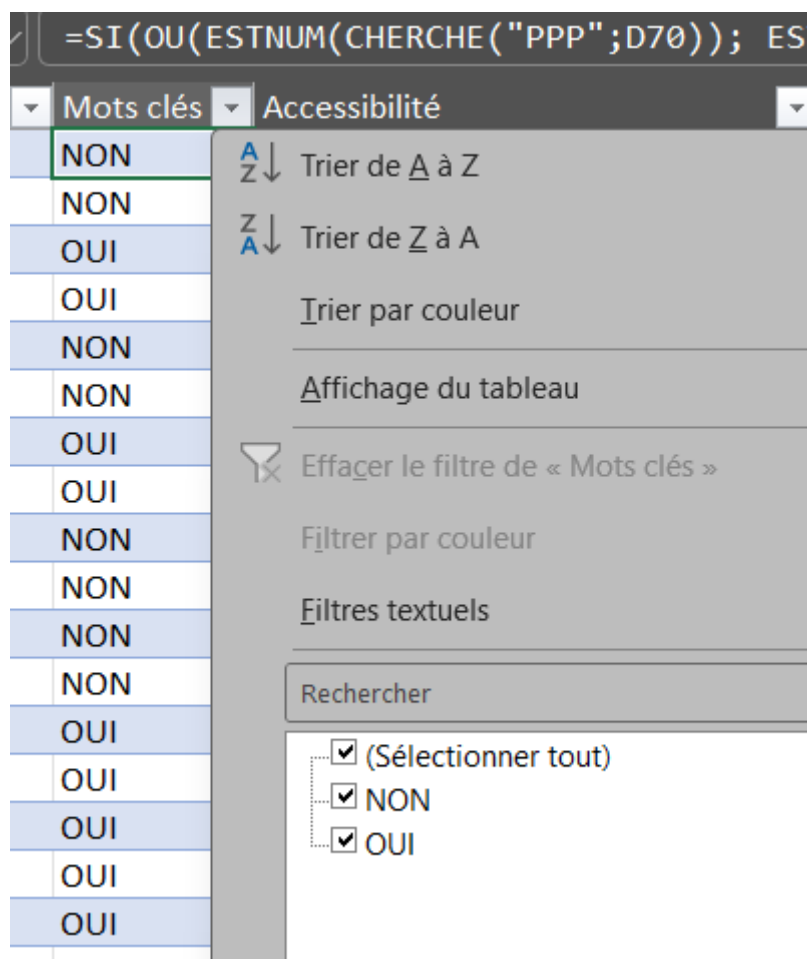 =SI(OU(ESTNUM(CHERCHE("PPP";D70)); ES
Mots clés Accessibilité
NON
NON
OUI
OUI
NON
NON
OUI
OUI
NON
NON
NON
NON
OUI
OUI
OUI
OUI
OUI
Trier de A à Z
Trier de Z à A
Trier par couleur
Affichage du tableau
Effacer le filtre de « Mots clés »
Filtrer par couleur
Filtres textuels
Rechercher
(Sélectionner tout)
NON
OUI